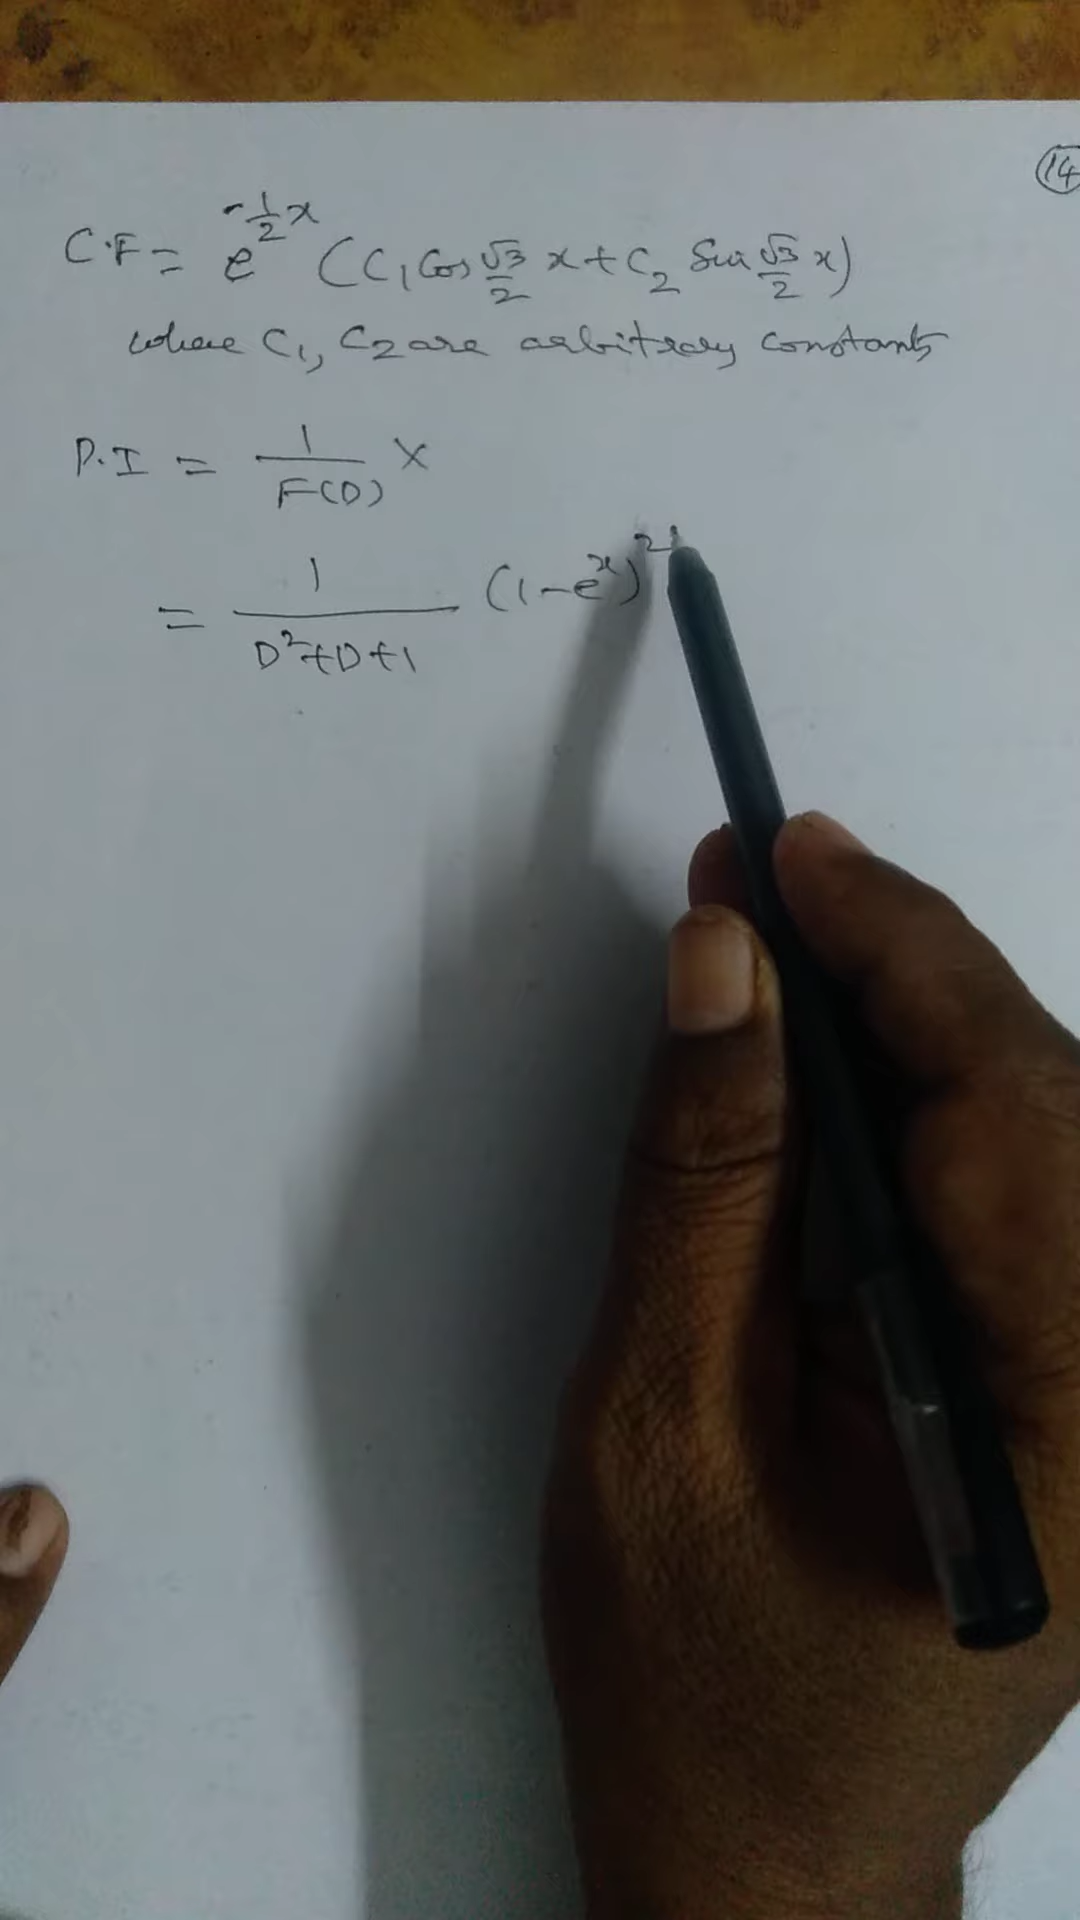 14
C.F = e^{-1/2 x} (C₁ Cos √3/2 x + C₂ Sin √3/2 x)
where C₁, C₂ are arbitrary constants
P.I = 1/F(D) X
= 1/(D²+D+1) (1-e^x)²